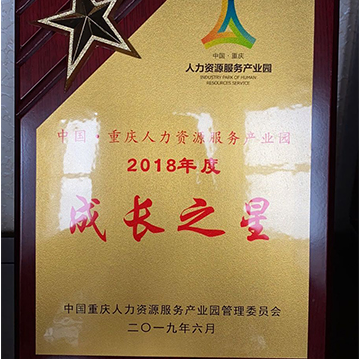 中国·重庆
人力资源服务产业园
INDUSTRY PARK OF HUMAN
RESOURCES SERVICE
中国·重庆人力资源服务产业园
2018年度
成长之星
中国重庆人力资源服务产业园管理委员会
二〇一九年六月